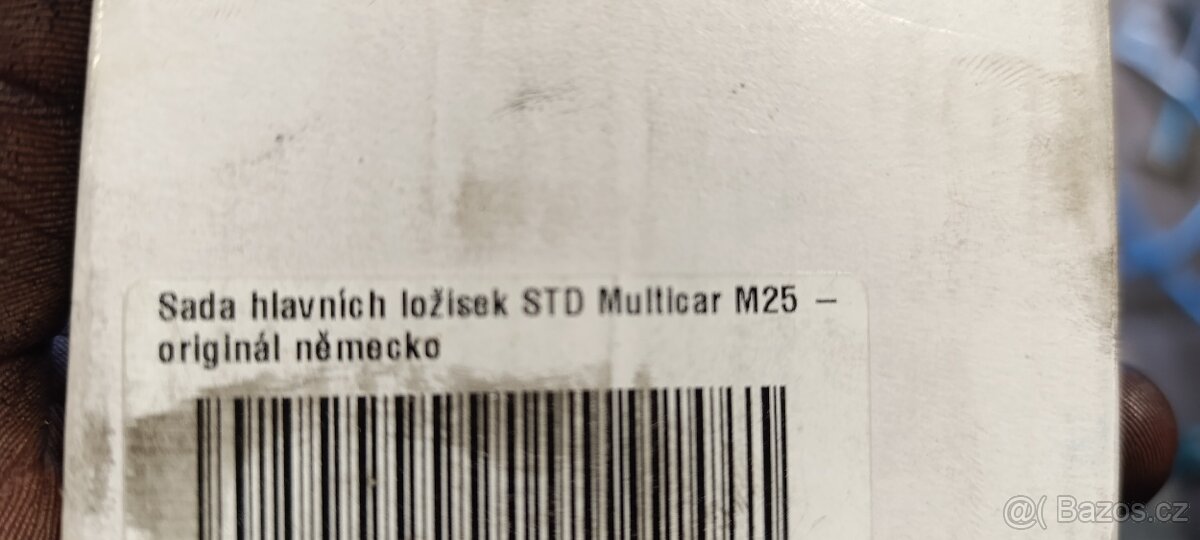 Sada hlavních ložisek STD Multicar M25 –
originál německo
@( Bazos.cz